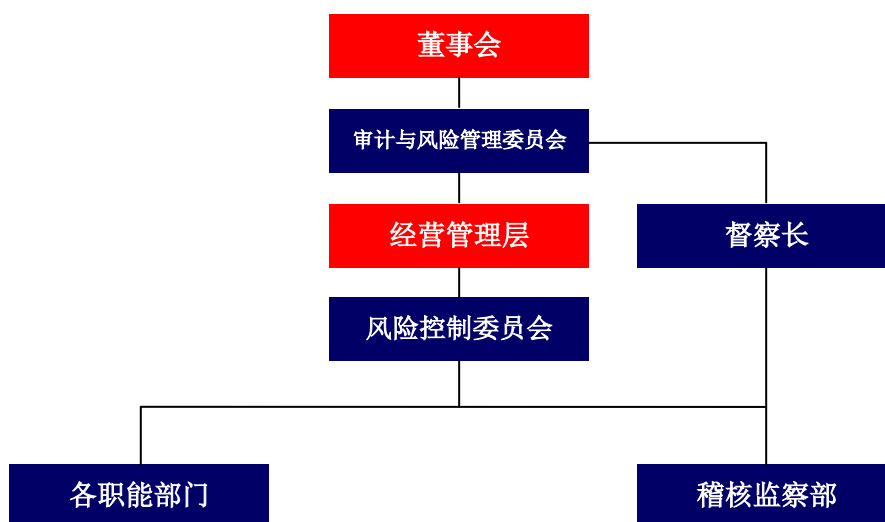 董事会
审计与风险管理委员会
经营管理层
督察长
风险控制委员会
各职能部门
稽核监察部